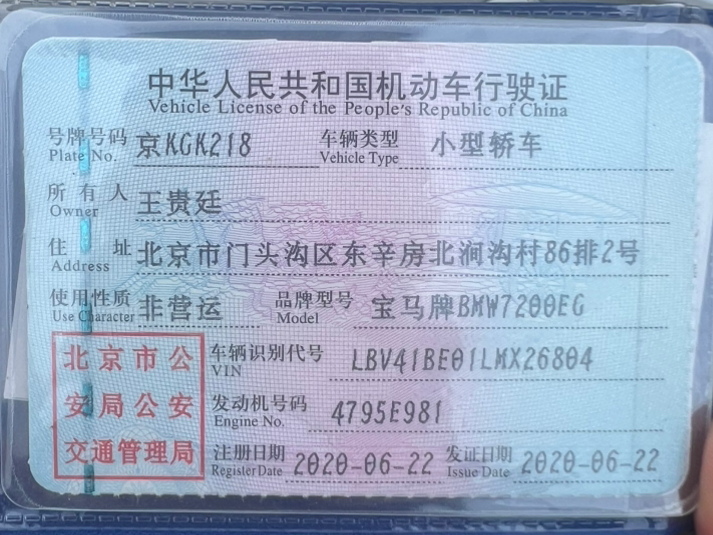 中华人民共和国机动车行驶证
Vehicle License of the People's Republic of China
号牌号码 京KGK218 车辆类型 小型轿车
Plate No. Vehicle Type
所有人 王贵廷
Owner
住址 北京市门头沟区东辛房北涧沟村86排2号
Address
使用性质 非营运 品牌型号 宝马牌BMW7200EG
Use Character Model
北京市公安局公安交通管理局
车辆识别代号 LBV41BE01LMX26804
VIN
发动机号码 4795E981
Engine No.
注册日期 2020-06-22 发证日期 2020-06-22
Register Date Issue Date